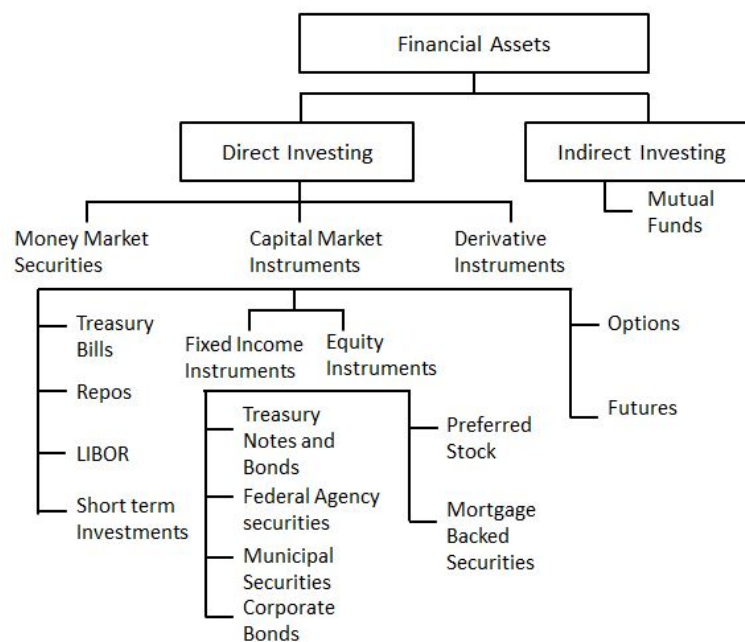 Financial Assets
Direct Investing
Indirect Investing
Mutual
Funds
Money Market
Securities
Capital Market
Instruments
Derivative
Instruments
Treasury
Bills
Repos
LIBOR
Short term
Investments
Fixed Income
Instruments
Equity
Instruments
Treasury
Notes and
Bonds
Federal Agency
securities
Municipal
Securities
Corporate
Bonds
Preferred
Stock
Mortgage
Backed
Securities
Options
Futures